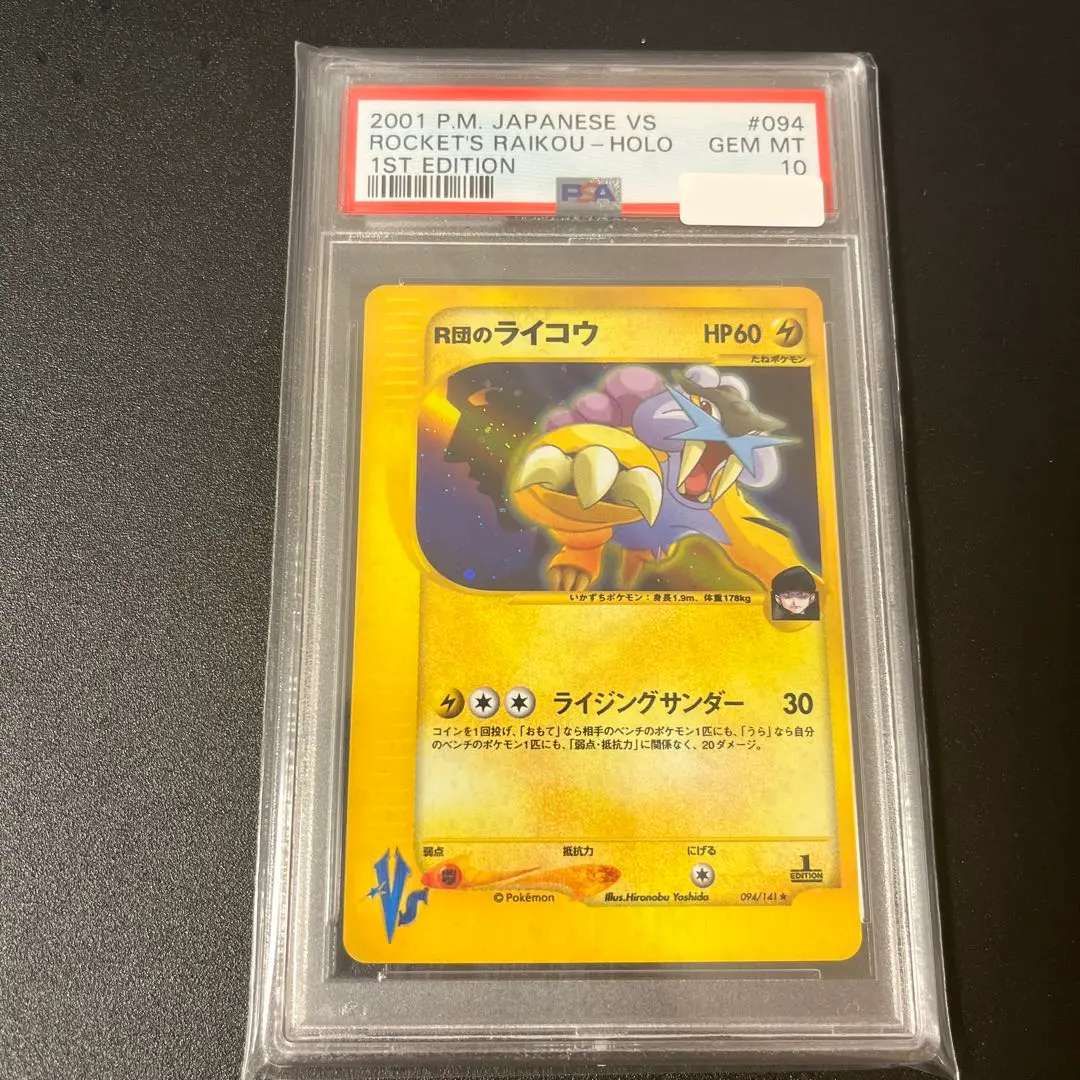 2001 P.M. JAPANESE VS #094
ROCKET'S RAIKOU - HOLO GEM MT
1ST EDITION 10
PSA
R団のライコウ HP60
たねポケモン
いかずちポケモン：身長1.9m、体重178kg
ライジングサンダー 30
コインを1回投げ、「おもて」なら相手のベンチのポケモン1匹にも、「うら」なら自分
のベンチのポケモン1匹にも、「弱点・抵抗力」に関係なく、20ダメージ。
弱点 抵抗力 にげる
VS
1
EDITION
©Pokémon Illus.Hironobu Yoshida 094/141★